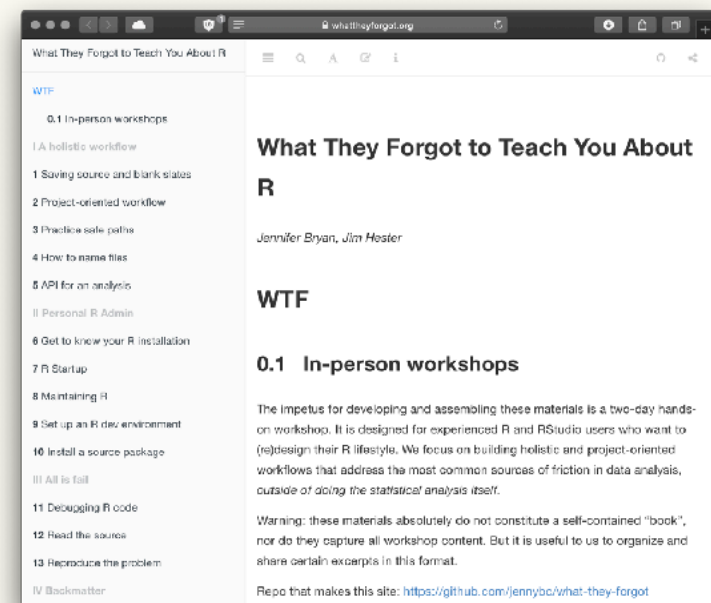 whattheyforgot.org
What They Forgot to Teach You About R
WTF
0.1 In-person workshops
I A holistic workflow
1 Saving source and blank slates
2 Project-oriented workflow
3 Practice safe paths
4 How to name files
5 API for an analysis
II Personal R Admin
6 Get to know your R installation
7 R Startup
8 Maintaining R
9 Set up an R dev environment
10 Install a source package
III All is fail
11 Debugging R code
12 Read the source
13 Reproduce the problem
IV Backmatter
What They Forgot to Teach You About
R
Jennifer Bryan, Jim Hester
WTF
0.1 In-person workshops
The impetus for developing and assembling these materials is a two-day hands-
on workshop. It is designed for experienced R and RStudio users who want to
(re)design their R lifestyle. We focus on building holistic and project-oriented
workflows that address the most common sources of friction in data analysis,
outside of doing the statistical analysis itself.
Warning: these materials absolutely do not constitute a self-contained “book”,
nor do they capture all workshop content. But it is useful to us to organize and
share certain excerpts in this format.
Repo that makes this site: https://github.com/jennybc/what-they-forgot